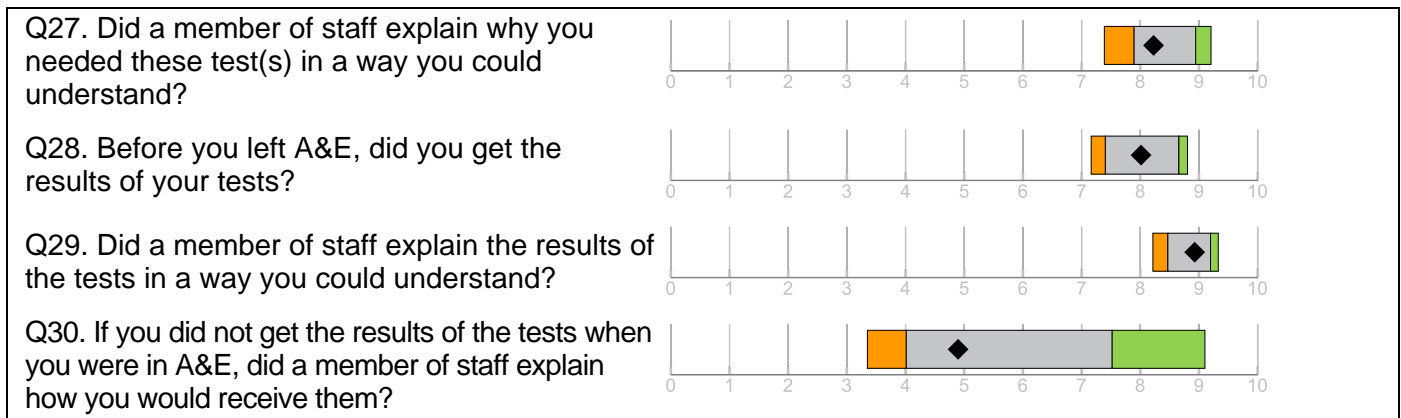 Q27. Did a member of staff explain why you
needed these test(s) in a way you could
understand?
0 1 2 3 4 5 6 7 8 9 10
Q28. Before you left A&E, did you get the
results of your tests?
0 1 2 3 4 5 6 7 8 9 10
Q29. Did a member of staff explain the results of
the tests in a way you could understand?
0 1 2 3 4 5 6 7 8 9 10
Q30. If you did not get the results of the tests when
you were in A&E, did a member of staff explain
how you would receive them?
0 1 2 3 4 5 6 7 8 9 10